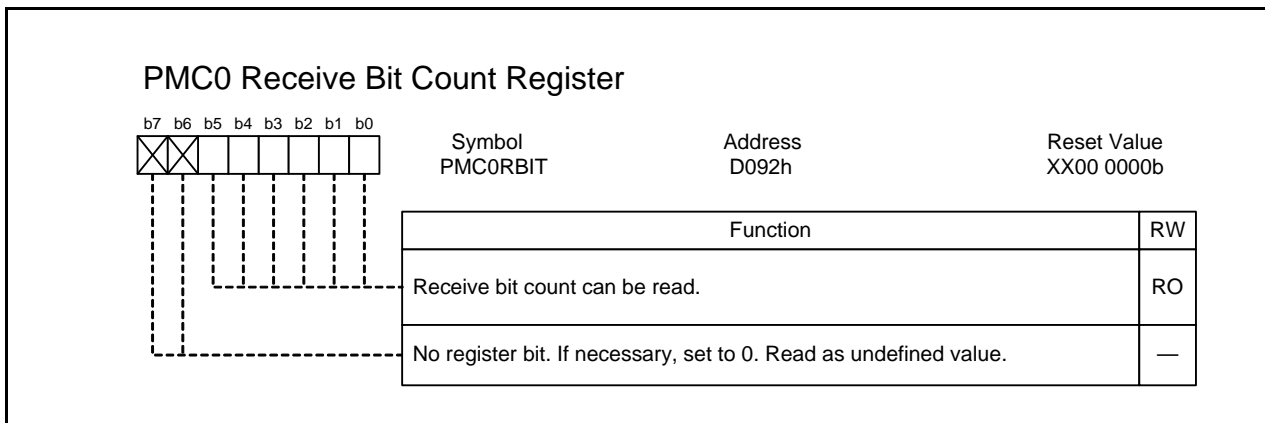 PMC0 Receive Bit Count Register
b7 b6 b5 b4 b3 b2 b1 b0
Symbol Address Reset Value
PMC0RBIT D092h XX00 0000b
Function RW
Receive bit count can be read. RO
No register bit. If necessary, set to 0. Read as undefined value. —